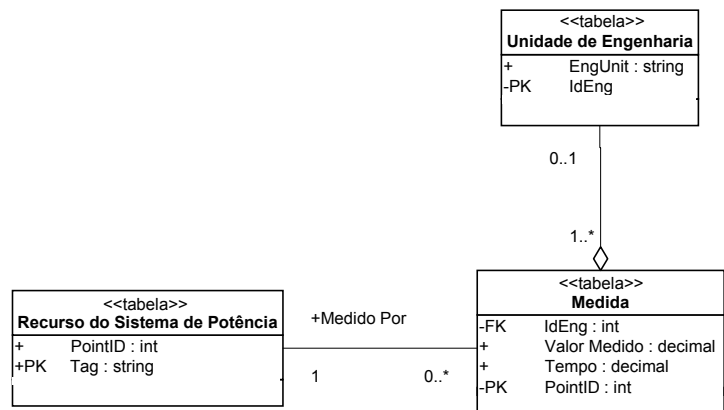 <<tabela>>
Unidade de Engenharia
+ EngUnit : string
-PK IdEng
0..1
1..*
<<tabela>>
Recurso do Sistema de Potência
+ PointID : int
+PK Tag : string
+Medido Por
1 0..*
<<tabela>>
Medida
-FK IdEng : int
+ Valor Medido : decimal
+ Tempo : decimal
-PK PointID : int